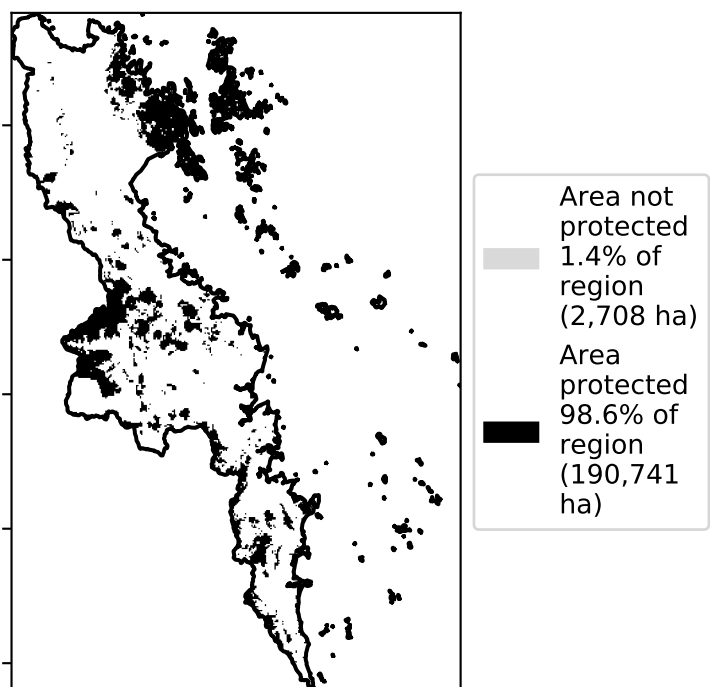 Area not
protected
1.4% of
region
(2,708 ha)
Area
protected
98.6% of
region
(190,741
ha)